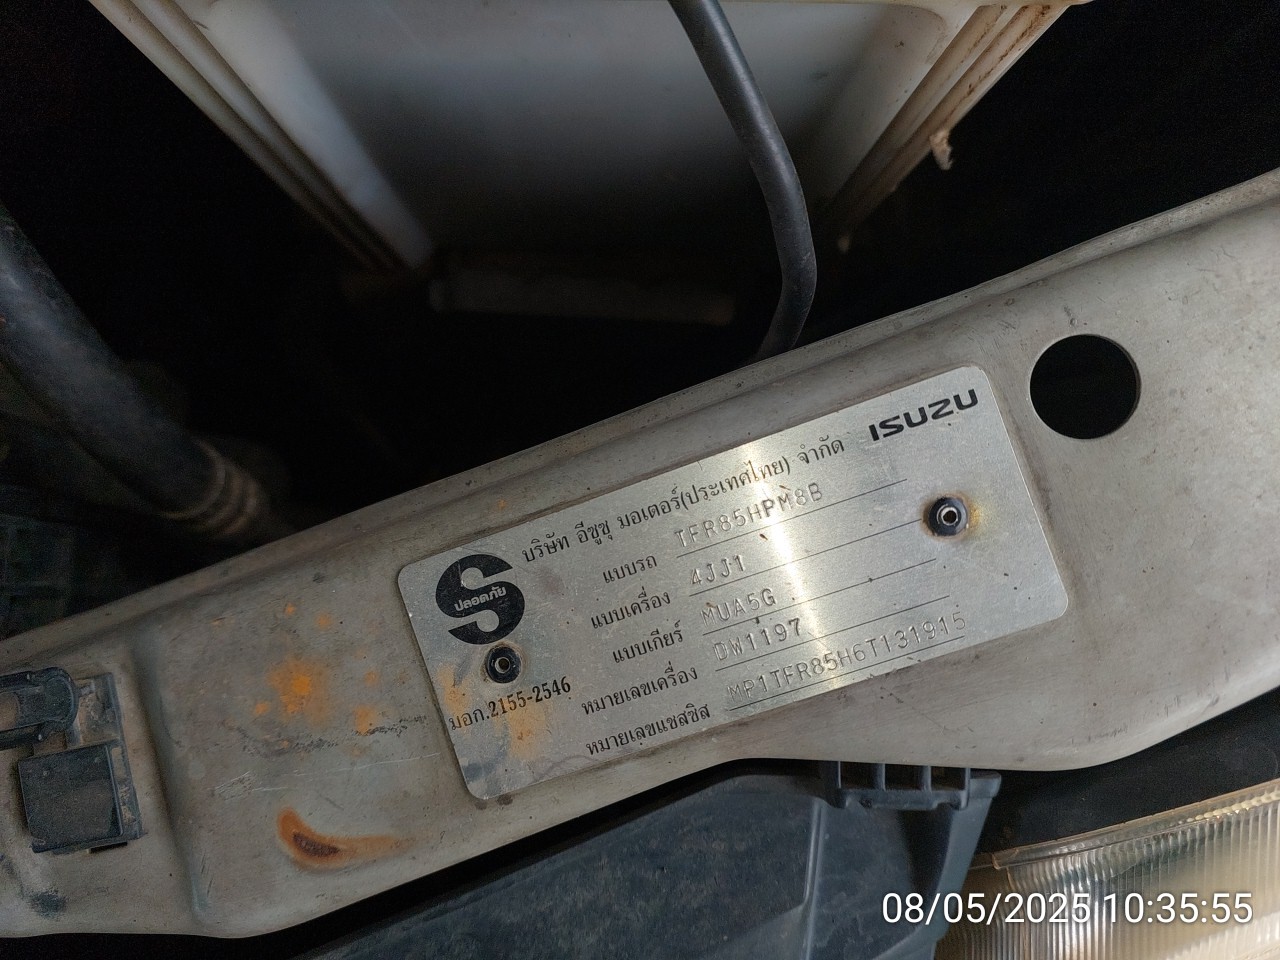 ISUZU
บริษัท อีซูซุ มอเตอร์(ประเทศไทย) จำกัด
ปลอดภัย
มอก.2155-2546
แบบรถ TFR85HPM8B
แบบเครื่อง 4JJ1
แบบเกียร์ MUA5G
หมายเลขเครื่อง DW1197
หมายเลขแชสซิส MP1TFR85H6T131915
08/05/2025 10:35:55